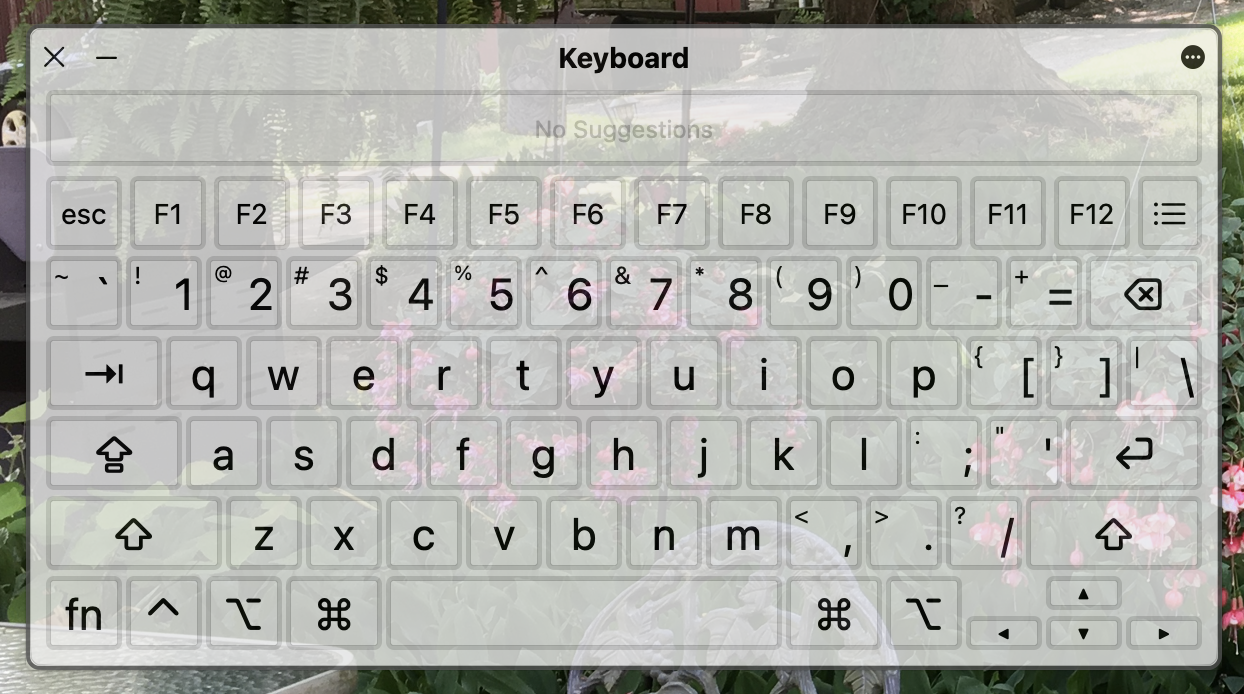 Keyboard
No Suggestions
esc F1 F2 F3 F4 F5 F6 F7 F8 F9 F10 F11 F12
~ ` ! 1 @ 2 # 3 $ 4 % 5 ^ 6 & 7 * 8 ( 9 ) 0 _ - + =
q w e r t y u i o p { [ } ] | \
a s d f g h j k l : ; " '
z x c v b n m < , > . ? /
fn ⌃ ⌥ ⌘ ⌘ ⌥